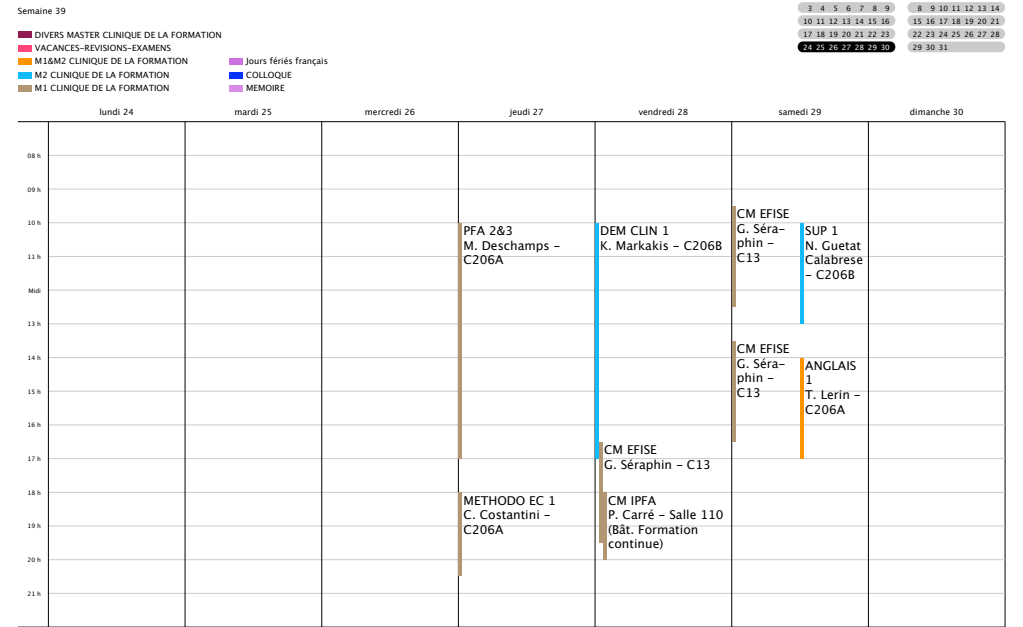 Semaine 39
3 4 5 6 7 8 9
10 11 12 13 14 15 16
17 18 19 20 21 22 23
24 25 26 27 28 29 30
8 9 10 11 12 13 14
15 16 17 18 19 20 21
22 23 24 25 26 27 28
29 30 31
DIVERS MASTER CLINIQUE DE LA FORMATION
VACANCES-REVISIONS-EXAMENS
M1&M2 CLINIQUE DE LA FORMATION
M2 CLINIQUE DE LA FORMATION
M1 CLINIQUE DE LA FORMATION
Jours fériés français
COLLOQUE
MEMOIRE
lundi 24
mardi 25
mercredi 26
jeudi 27
vendredi 28
samedi 29
dimanche 30
08 h
09 h
10 h
11 h
Midi
13 h
14 h
15 h
16 h
17 h
18 h
19 h
20 h
21 h
PFA 2&3
M. Deschamps -
C206A
METHODO EC 1
C. Costantini -
C206A
DEM CLIN 1
K. Markakis - C206B
CM EFISE
G. Séraphin - C13
CM IPFA
P. Carré - Salle 110
(Bât. Formation
continue)
CM EFISE
G. Séra-
phin -
C13
SUP 1
N. Guetat
Calabrese
- C206B
CM EFISE
G. Séra-
phin -
C13
ANGLAIS
1
T. Lerin -
C206A